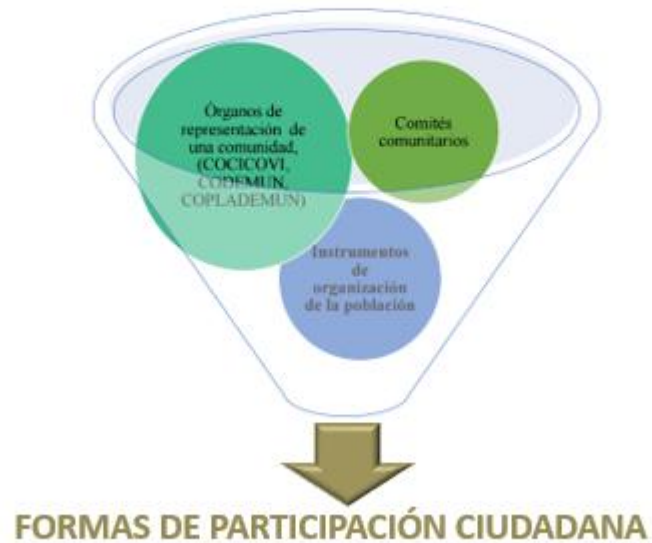 Órganos de
representación de
una comunidad,
(COCICOVI,
CODEMUN,
COPLADEMUN)
Comités
comunitarios
Instrumentos
de
organización
de la población
FORMAS DE PARTICIPACIÓN CIUDADANA